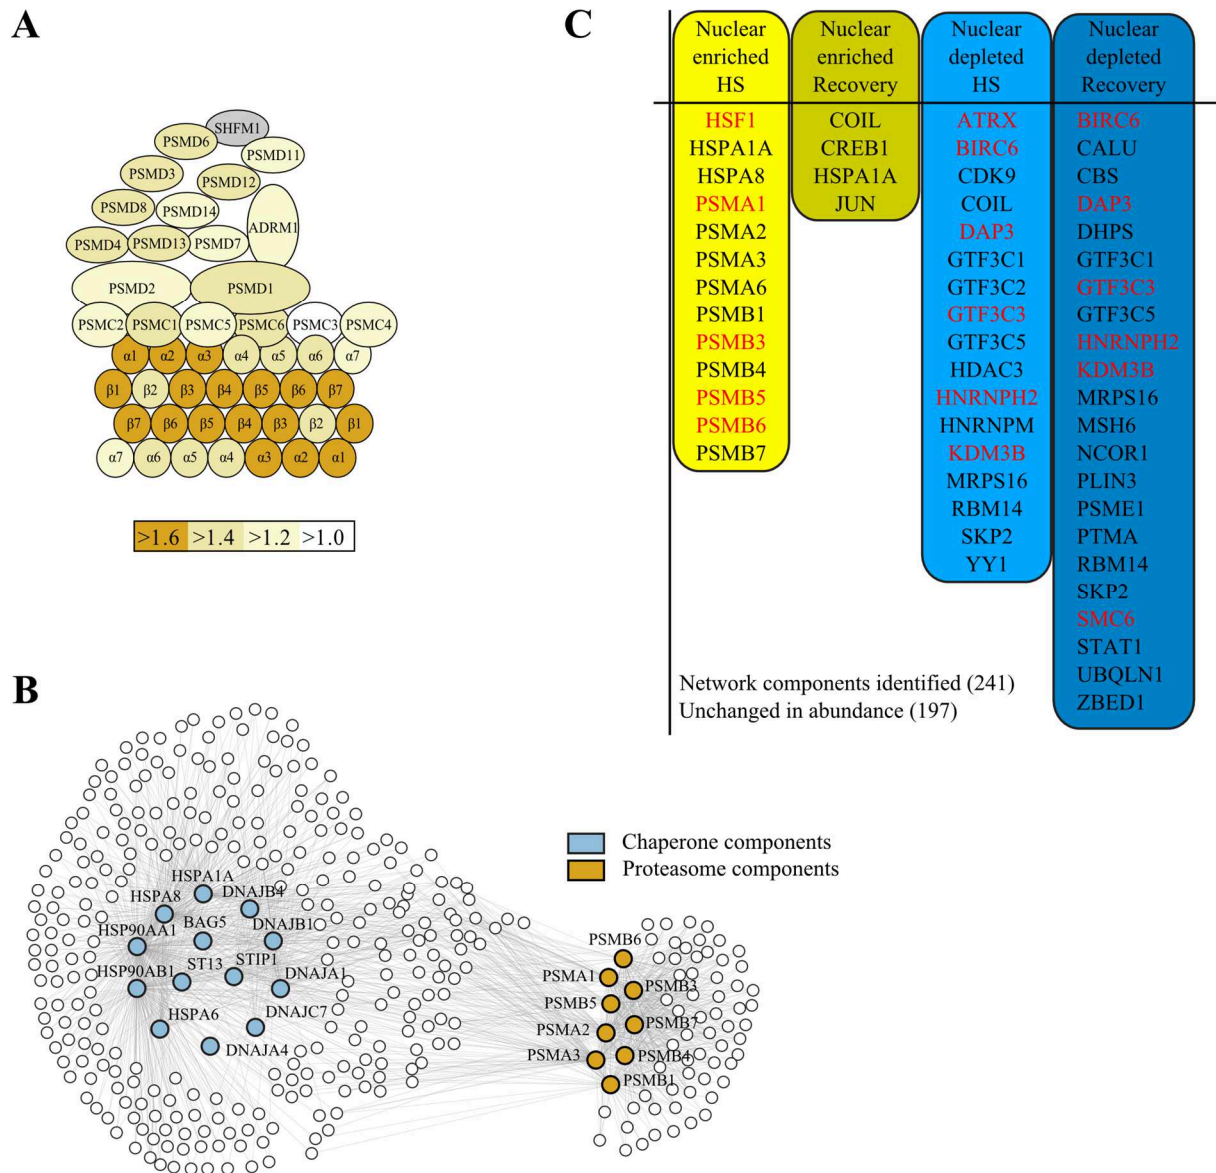 A
SHFM1
PSMD6
PSMD11
PSMD3
PSMD12
PSMD8
PSMD14
ADRM1
PSMD4
PSMD13
PSMD7
PSMD2
PSMD1
PSMC2
PSMC1
PSMC5
PSMC6
PSMC3
PSMC4
α1 α2 α3 α4 α5 α6 α7
β1 β2 β3 β4 β5 β6 β7
β7 β6 β5 β4 β3 β2 β1
α7 α6 α5 α4 α3 α2 α1
>1.6 >1.4 >1.2 >1.0
C
Nuclear
enriched
HS
HSF1
HSPA1A
HSPA8
PSMA1
PSMA2
PSMA3
PSMA6
PSMB1
PSMB3
PSMB4
PSMB5
PSMB6
PSMB7
Nuclear
enriched
Recovery
COIL
CREB1
HSPA1A
JUN
Nuclear
depleted
HS
ATRX
BIRC6
CDK9
COIL
DAP3
GTF3C1
GTF3C2
GTF3C3
GTF3C5
HDAC3
HNRNPH2
HNRNPM
KDM3B
MRPS16
RBM14
SKP2
YY1
Nuclear
depleted
Recovery
BIRC6
CALU
CBS
DAP3
DHPS
GTF3C1
GTF3C3
GTF3C5
HNRNPH2
KDM3B
MRPS16
MSH6
NCOR1
PLIN3
PSME1
PTMA
RBM14
SKP2
SMC6
STAT1
UBQLN1
ZBED1
Network components identified (241)
Unchanged in abundance (197)
B
Chaperone components
Proteasome components
HSPA1A
HSPA8
DNAJB4
HSP90AA1
BAG5
DNAJB1
HSP90AB1
ST13
STIP1
DNAJA1
HSPA6
DNAJC7
DNAJA4
PSMB6
PSMA1
PSMB3
PSMB5
PSMA2
PSMB7
PSMA3
PSMB4
PSMB1